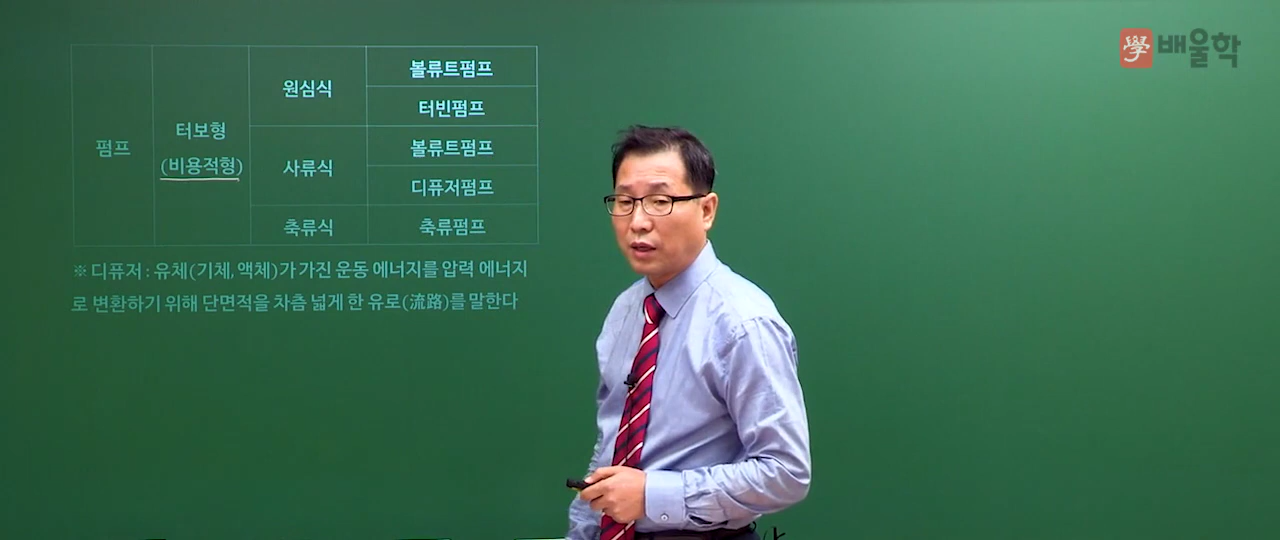 學 배울학
펌프
터보형
(비용적형)
원심식
볼류트펌프
터빈펌프
사류식
볼류트펌프
디퓨저펌프
축류식
축류펌프
※ 디퓨저 : 유체(기체, 액체)가 가진 운동 에너지를 압력 에너지
로 변환하기 위해 단면적을 차츰 넓게 한 유로(流路)를 말한다